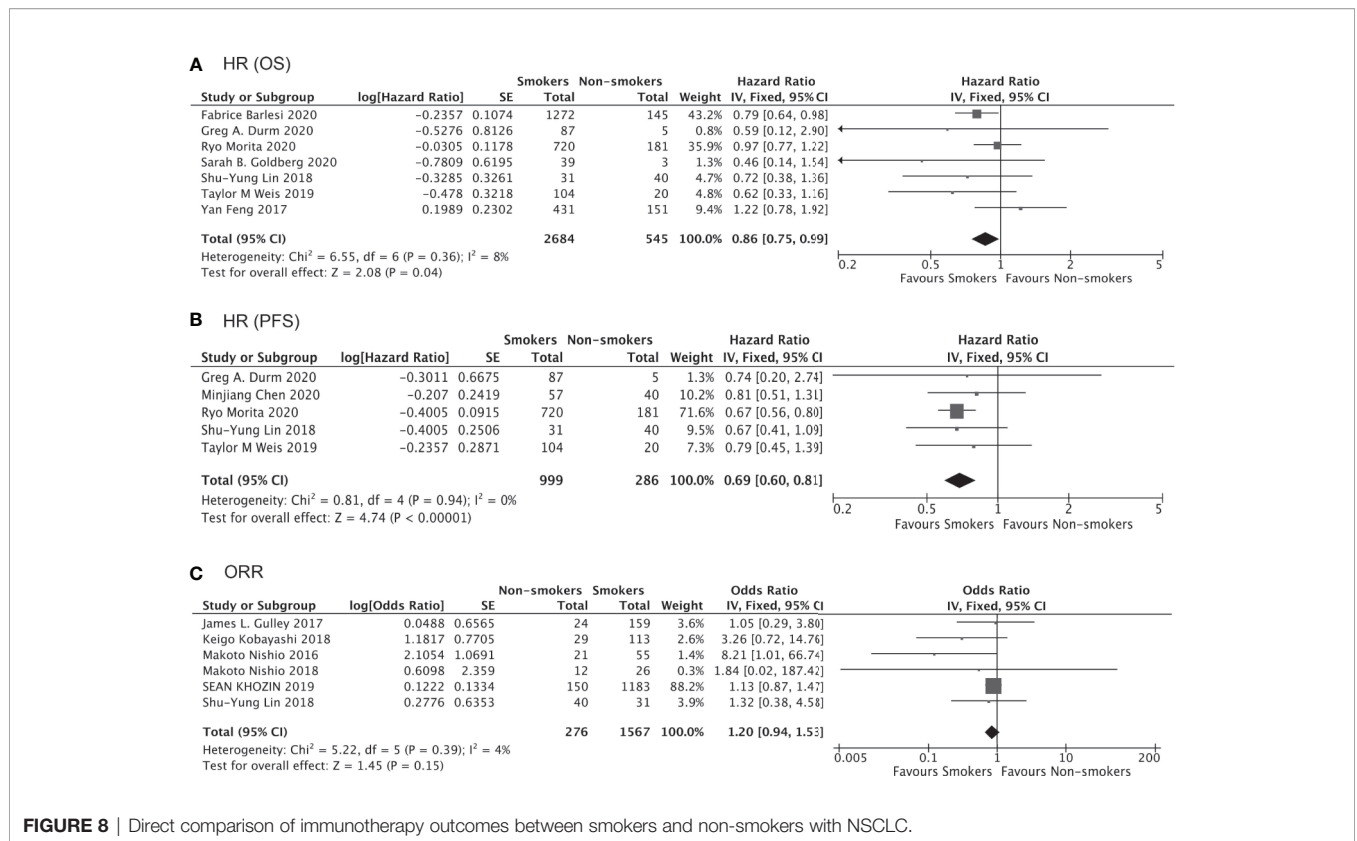 A HR (OS)
Smokers Non-smokers Hazard Ratio Hazard Ratio
Study or Subgroup log[Hazard Ratio] SE Total Total Weight IV, Fixed, 95% CI IV, Fixed, 95% CI
Fabrice Barlesi 2020 -0.2357 0.1074 1272 145 43.2% 0.79 [0.64, 0.98]
Greg A. Durm 2020 -0.5276 0.8126 87 5 0.8% 0.59 [0.12, 2.90]
Ryo Morita 2020 -0.0305 0.1178 720 181 35.9% 0.97 [0.77, 1.22]
Sarah B. Goldberg 2020 -0.7809 0.6195 39 3 1.3% 0.46 [0.14, 1.54]
Shu-Yung Lin 2018 -0.3285 0.3261 31 40 4.7% 0.72 [0.38, 1.36]
Taylor M Weis 2019 -0.478 0.3218 104 20 4.8% 0.62 [0.33, 1.16]
Yan Feng 2017 0.1989 0.2302 431 151 9.4% 1.22 [0.78, 1.92]
Total (95% CI) 2684 545 100.0% 0.86 [0.75, 0.99]
Heterogeneity: Chi² = 6.55, df = 6 (P = 0.36); I² = 8%
Test for overall effect: Z = 2.08 (P = 0.04)
0.2 0.5 1 2 5
Favours Smokers Favours Non-smokers
B HR (PFS)
Smokers Non-smokers Hazard Ratio Hazard Ratio
Study or Subgroup log[Hazard Ratio] SE Total Total Weight IV, Fixed, 95% CI IV, Fixed, 95% CI
Greg A. Durm 2020 -0.3011 0.6675 87 5 1.3% 0.74 [0.20, 2.74]
Minjiang Chen 2020 -0.207 0.2419 57 40 10.2% 0.81 [0.51, 1.31]
Ryo Morita 2020 -0.4005 0.0915 720 181 71.6% 0.67 [0.56, 0.80]
Shu-Yung Lin 2018 -0.4005 0.2506 31 40 9.5% 0.67 [0.41, 1.09]
Taylor M Weis 2019 -0.2357 0.2871 104 20 7.3% 0.79 [0.45, 1.39]
Total (95% CI) 999 286 100.0% 0.69 [0.60, 0.81]
Heterogeneity: Chi² = 0.81, df = 4 (P = 0.94); I² = 0%
Test for overall effect: Z = 4.74 (P < 0.00001)
0.2 0.5 1 2 5
Favours Smokers Favours Non-smokers
C ORR
Non-smokers Smokers Odds Ratio Odds Ratio
Study or Subgroup log[Odds Ratio] SE Total Total Weight IV, Fixed, 95% CI IV, Fixed, 95% CI
James L. Gulley 2017 0.0488 0.6565 24 159 3.6% 1.05 [0.29, 3.80]
Keigo Kobayashi 2018 1.1817 0.7705 29 113 2.6% 3.26 [0.72, 14.76]
Makoto Nishio 2016 2.1054 1.0691 21 55 1.4% 8.21 [1.01, 66.74]
Makoto Nishio 2018 0.6098 2.359 12 26 0.3% 1.84 [0.02, 187.42]
SEAN KHOZIN 2019 0.1222 0.1334 150 1183 88.2% 1.13 [0.87, 1.47]
Shu-Yung Lin 2018 0.2776 0.6353 40 31 3.9% 1.32 [0.38, 4.58]
Total (95% CI) 276 1567 100.0% 1.20 [0.94, 1.53]
Heterogeneity: Chi² = 5.22, df = 5 (P = 0.39); I² = 4%
Test for overall effect: Z = 1.45 (P = 0.15)
0.005 0.1 1 10 200
Favours Smokers Favours Non-smokers
FIGURE 8 | Direct comparison of immunotherapy outcomes between smokers and non-smokers with NSCLC.